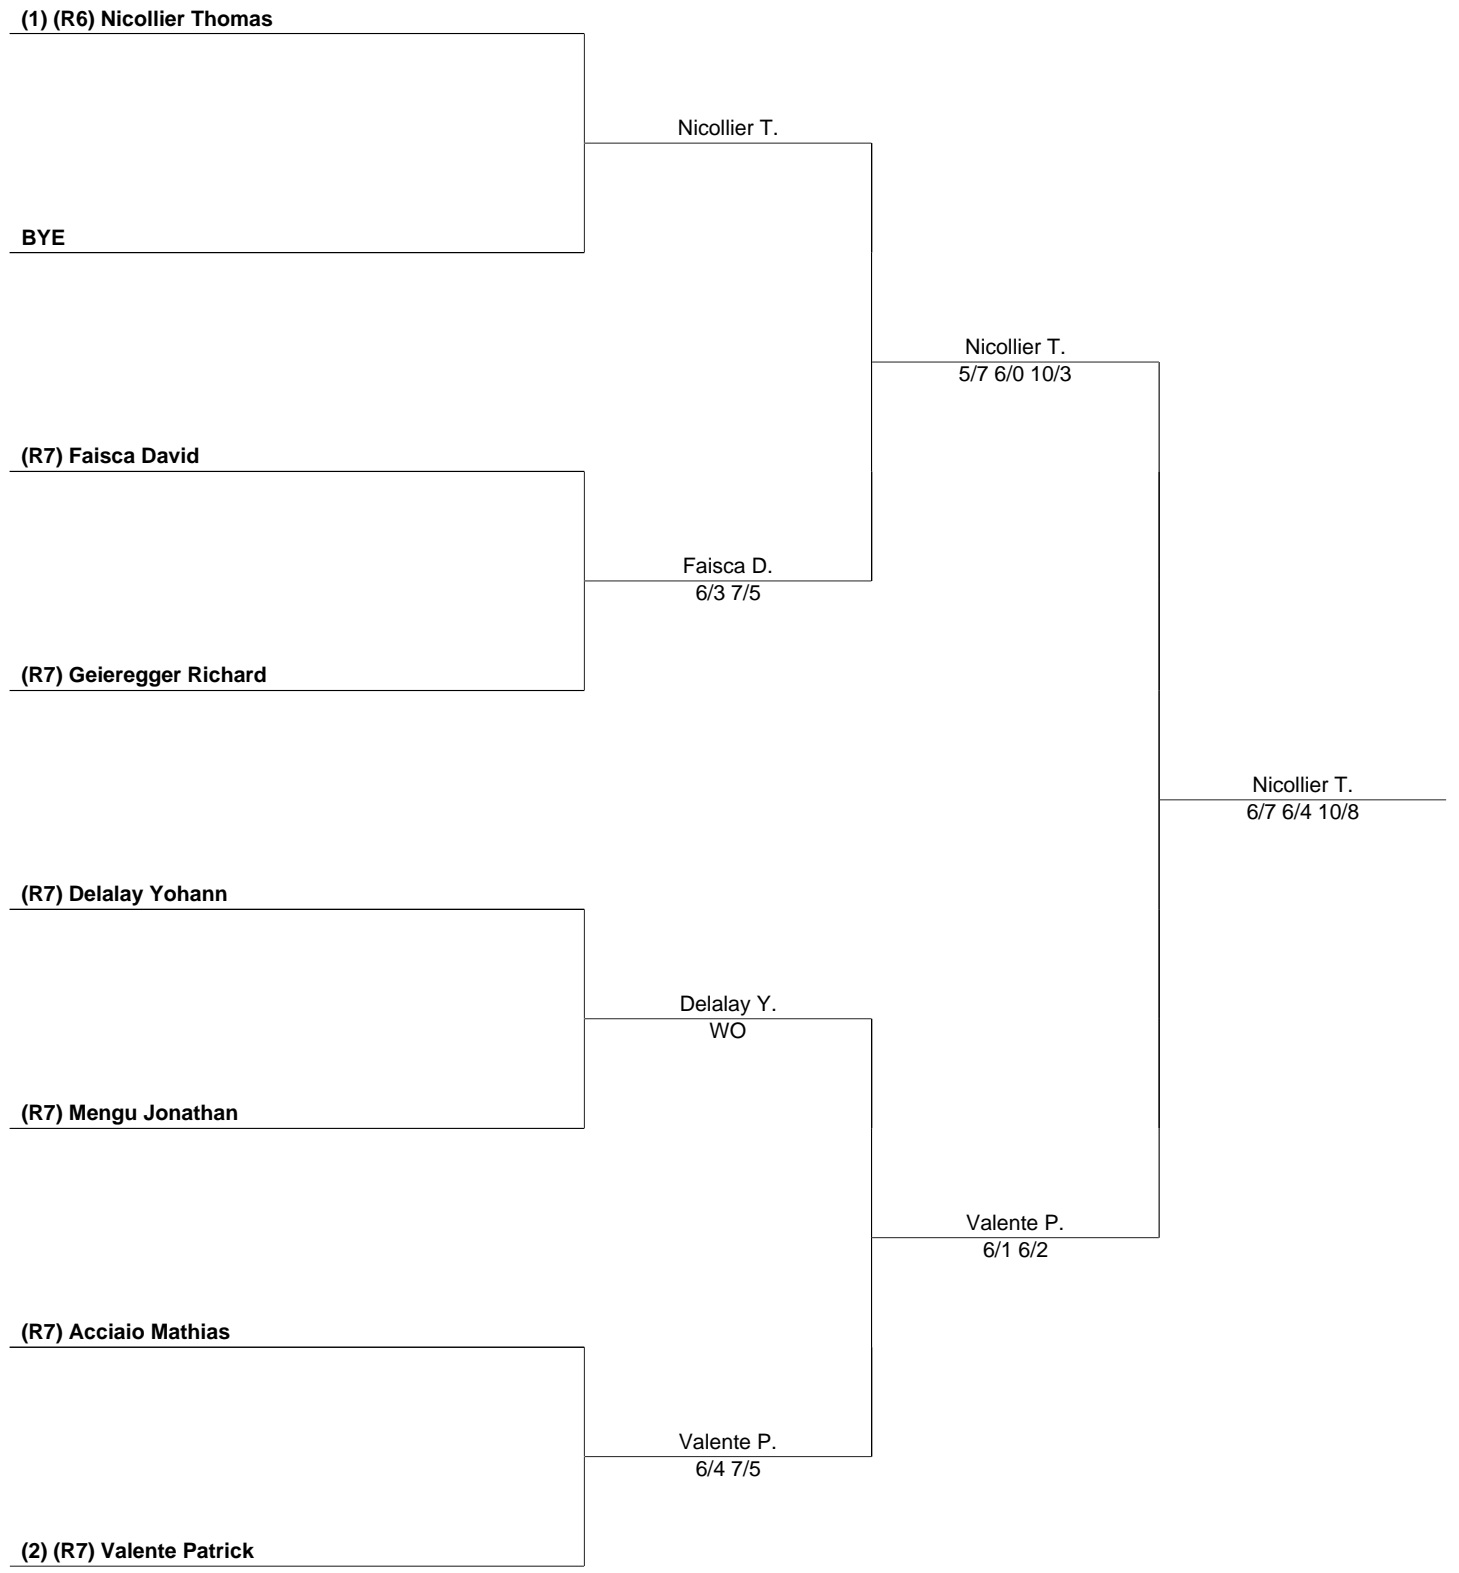 (1) (R6) Nicollier Thomas
Nicollier T.
BYE
Nicollier T.
5/7 6/0 10/3
(R7) Faisca David
Faisca D.
6/3 7/5
(R7) Geieregger Richard
Nicollier T.
6/7 6/4 10/8
(R7) Delalay Yohann
Delalay Y.
WO
(R7) Mengu Jonathan
Valente P.
6/1 6/2
(R7) Acciaio Mathias
Valente P.
6/4 7/5
(2) (R7) Valente Patrick